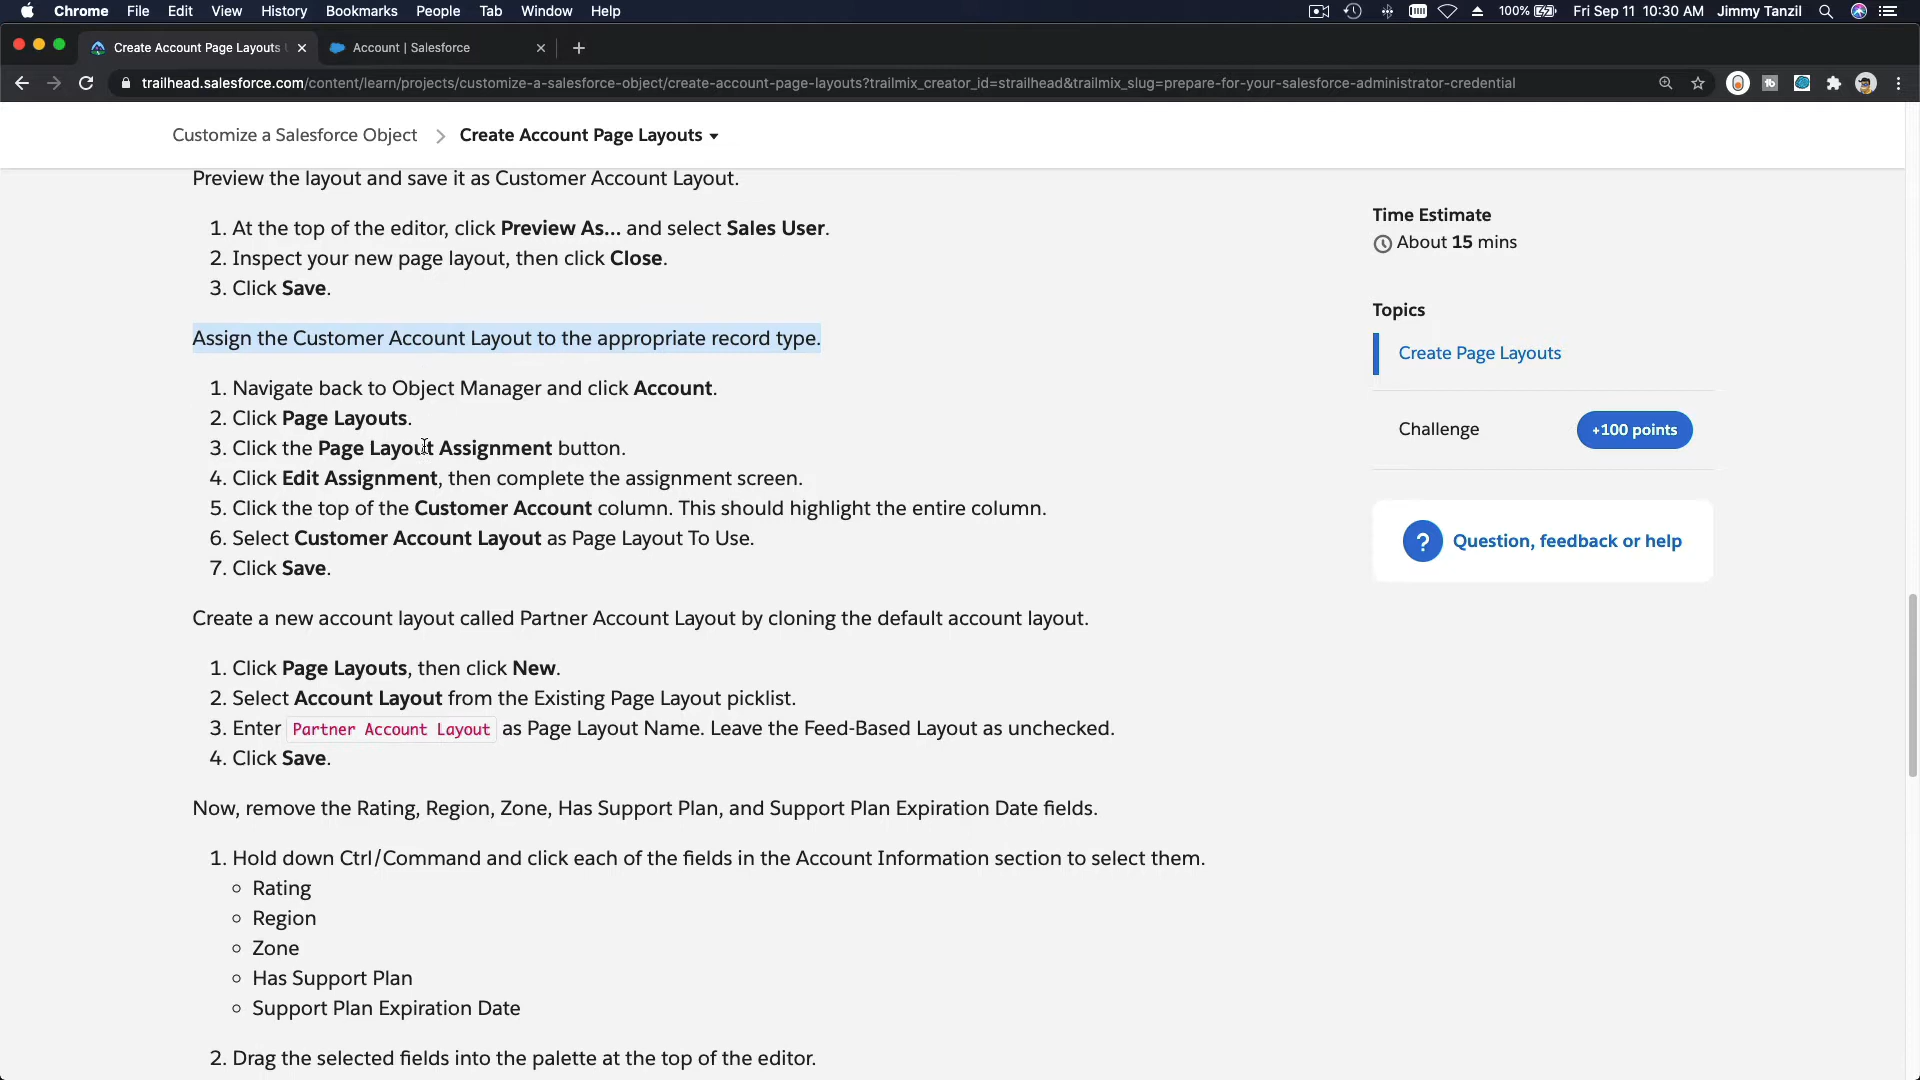 Chrome File Edit View History Bookmarks People Tab Window Help 100% Fri Sep 11 10:30 AM Jimmy Tanzil
Create Account Page Layouts
Account | Salesforce
trailhead.salesforce.com/content/learn/projects/customize-a-salesforce-object/create-account-page-layouts?trailmix_creator_id=strailhead&trailmix_slug=prepare-for-your-salesforce-administrator-credential
Customize a Salesforce Object > Create Account Page Layouts
Preview the layout and save it as Customer Account Layout.
1. At the top of the editor, click Preview As... and select Sales User.
2. Inspect your new page layout, then click Close.
3. Click Save.
Assign the Customer Account Layout to the appropriate record type.
1. Navigate back to Object Manager and click Account.
2. Click Page Layouts.
3. Click the Page Layout Assignment button.
4. Click Edit Assignment, then complete the assignment screen.
5. Click the top of the Customer Account column. This should highlight the entire column.
6. Select Customer Account Layout as Page Layout To Use.
7. Click Save.
Create a new account layout called Partner Account Layout by cloning the default account layout.
1. Click Page Layouts, then click New.
2. Select Account Layout from the Existing Page Layout picklist.
3. Enter Partner Account Layout as Page Layout Name. Leave the Feed-Based Layout as unchecked.
4. Click Save.
Now, remove the Rating, Region, Zone, Has Support Plan, and Support Plan Expiration Date fields.
1. Hold down Ctrl/Command and click each of the fields in the Account Information section to select them.
Rating
Region
Zone
Has Support Plan
Support Plan Expiration Date
2. Drag the selected fields into the palette at the top of the editor.
Time Estimate
About 15 mins
Topics
Create Page Layouts
Challenge
+100 points
? Question, feedback or help